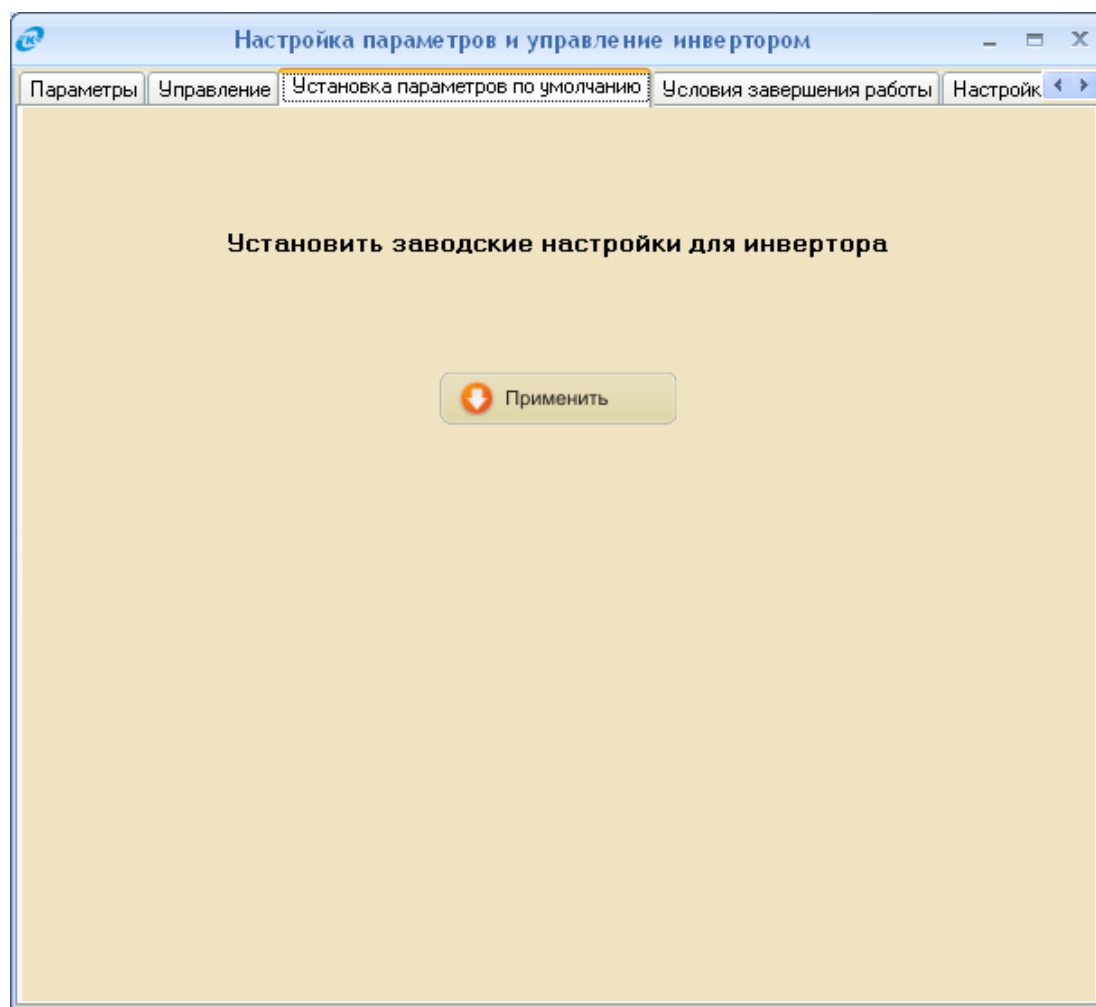 Настройка параметров и управление инвертором
Параметры Управление Установка параметров по умолчанию Условия завершения работы Настройк
Установить заводские настройки для инвертора
Применить